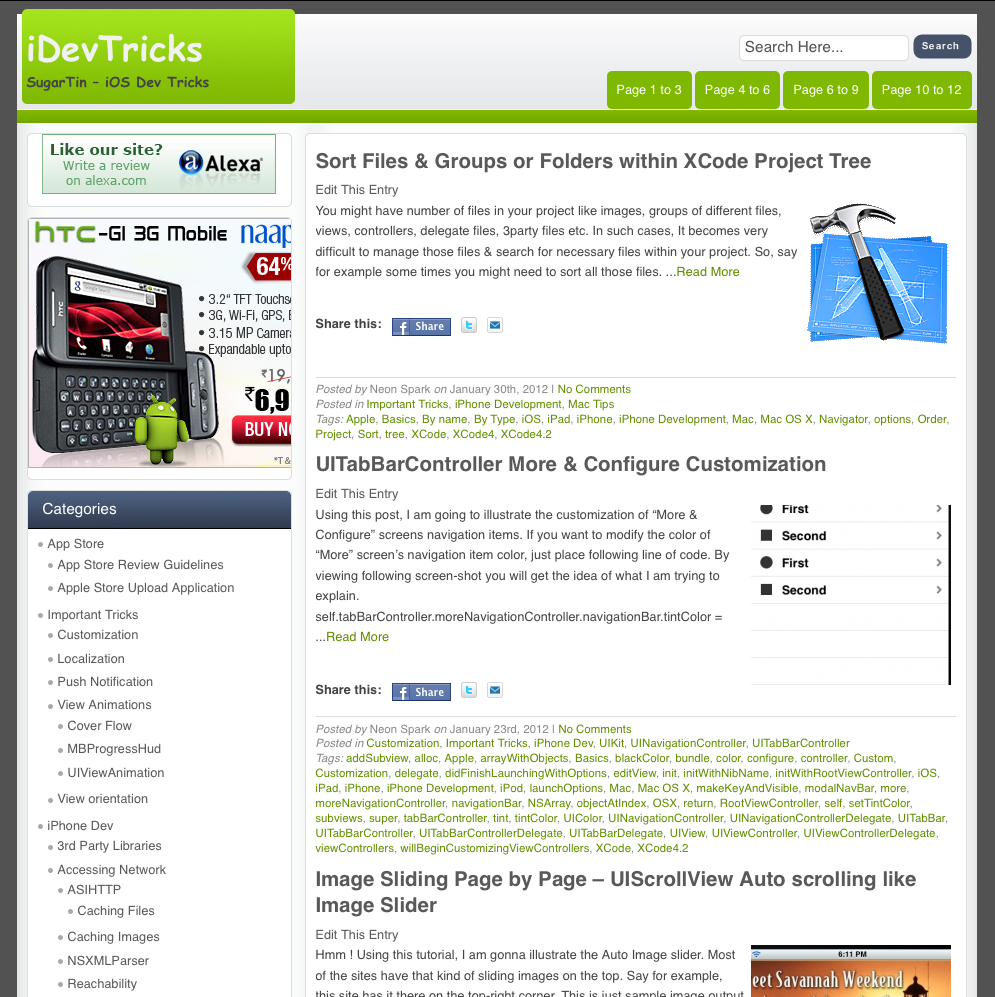 iDevTricks
SugarTin - iOS Dev Tricks
Search Here...
Search
Page 1 to 3
Page 4 to 6
Page 6 to 9
Page 10 to 12
Like our site?
Write a review
on alexa.com
a Alexa
hTC-G1 3G Mobile naap
64%
• 3.2" TFT Touchs
• 3G, WI-FI, GPS,
• 3.15 MP Camera
• Expandable upto
₹19,
₹6,9
BUY N
*T &
Categories
App Store
App Store Review Guidelines
Apple Store Upload Application
Important Tricks
Customization
Localization
Push Notification
View Animations
Cover Flow
MBProgressHud
UIViewAnimation
View orientation
iPhone Dev
3rd Party Libraries
Accessing Network
ASIHTTP
Caching Files
Caching Images
NSXMLParser
Reachability
Sort Files & Groups or Folders within XCode Project Tree
Edit This Entry
You might have number of files in your project like images, groups of different files,
views, controllers, delegate files, 3party files etc. In such cases, It becomes very
difficult to manage those files & search for necessary files within your project. So, say
for example some times you might need to sort all those files. ...Read More
Share this: f Share
Posted by Neon Spark on January 30th, 2012 | No Comments
Posted in Important Tricks, iPhone Development, Mac Tips
Tags: Apple, Basics, By name, By Type, iOS, iPad, iPhone, iPhone Development, Mac, Mac OS X, Navigator, options, Order,
Project, Sort, tree, XCode, XCode4, XCode4.2
UITabBarController More & Configure Customization
Edit This Entry
Using this post, I am going to illustrate the customization of “More &
Configure” screens navigation items. If you want to modify the color of
“More” screen’s navigation item color, just place following line of code. By
viewing following screen-shot you will get the idea of what I am trying to
explain.
self.tabBarController.moreNavigationController.navigationBar.tintColor =
...Read More
First
Second
First
Second
Share this: f Share
Posted by Neon Spark on January 23rd, 2012 | No Comments
Posted in Customization, Important Tricks, iPhone Dev, UIKit, UINavigationController, UITabBarController
Tags: addSubview, alloc, Apple, arrayWithObjects, Basics, blackColor, bundle, color, configure, controller, Custom,
Customization, delegate, didFinishLaunchingWithOptions, editView, init, initWithNibName, initWithRootViewController, iOS,
iPad, iPhone, iPhone Development, iPod, launchOptions, Mac, Mac OS X, makeKeyAndVisible, modalNavBar, more,
moreNavigationController, navigationBar, NSArray, objectAtIndex, OSX, return, RootViewController, self, setTintColor,
subviews, super, tabBarController, tint, tintColor, UIColor, UINavigationController, UINavigationControllerDelegate, UITabBar,
UITabBarController, UITabBarControllerDelegate, UITabBarDelegate, UIView, UIViewController, UIViewControllerDelegate,
viewControllers, willBeginCustomizingViewControllers, XCode, XCode4.2
Image Sliding Page by Page – UIScrollView Auto scrolling like
Image Slider
Edit This Entry
Hmm ! Using this tutorial, I am gonna illustrate the Auto Image slider. Most
of the sites have that kind of sliding images on the top. Say for example,
this site has it there on the top-right corner. This is just sample image output
6:11 PM
eet Savannah Weekend